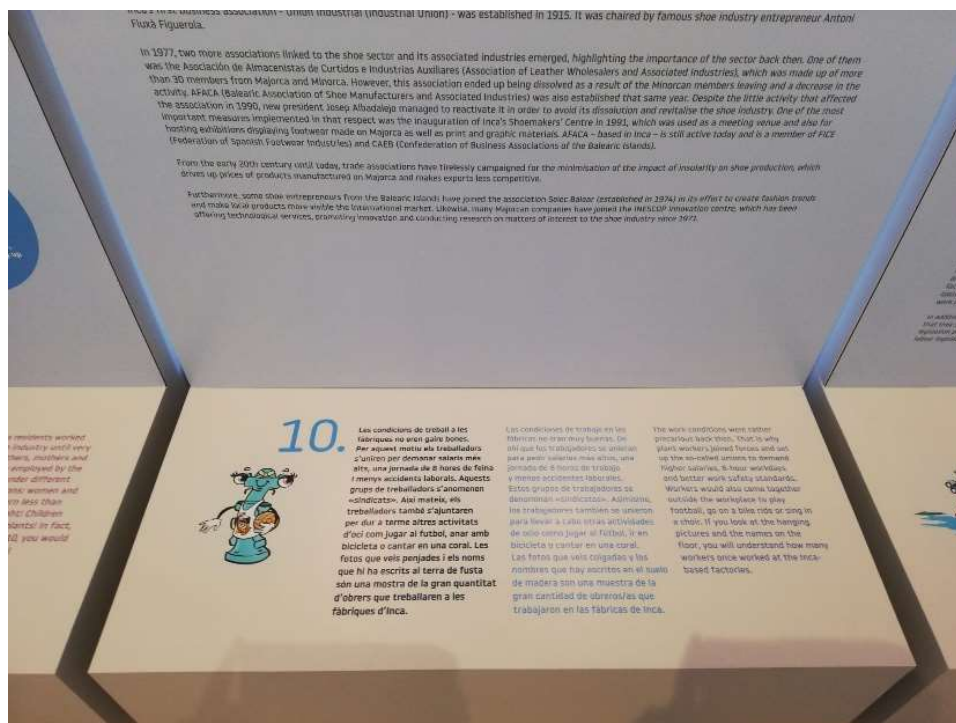 Inca's first business association - Unión Industrial (Industrial Union) - was established in 1915. It was chaired by famous shoe industry entrepreneur Antoni
Fluxà Figuerola.
In 1977, two more associations linked to the shoe sector and its associated industries emerged, highlighting the importance of the sector back then. One of them
was the Asociación de Almacenistas de Curtidos e Industrias Auxiliares (Association of Leather Wholesalers and Associated Industries), which was made up of more
than 30 members from Majorca and Minorca. However, this association ended up being dissolved as a result of the Minorcan members leaving and a decrease in the
activity. AFACA (Balearic Association of Shoe Manufacturers and Associated Industries) was also established that same year. Despite the little activity that affected
the association in 1990, new president Josep Albadalejo managed to reactivate it in order to avoid its dissolution and revitalise the shoe industry. One of the most
important measures implemented in that respect was the inauguration of Inca's Shoemakers' Centre in 1991, which was used as a meeting venue and also for
hosting exhibitions displaying footwear made on Majorca as well as print and graphic materials. AFACA – based in Inca – is still active today and is a member of FICE
(Federation of Spanish Footwear Industries) and CAEB (Confederation of Business Associations of the Balearic Islands).
From the early 20th century until today, trade associations have tirelessly campaigned for the minimisation of the impact of insularity on shoe production, which
drives up prices of products manufactured on Majorca and makes exports less competitive.
Furthermore, some shoe entrepreneurs from the Balearic Islands have joined the association Solec Balear (established in 1974) in its effort to create fashion trends
and make local products more visible the international market. Likewise, many Majorcan companies have joined the INESCOP innovation centre, which has been
offering technological services, promoting innovation and conducting research on matters of interest to the shoe industry since 1971.
residents worked
industry until very
mothers and
employed by the
under different
women and
less than
Children
In fact,
10, you would
10.
Les condicions de treball a les
fàbriques no eren gaire bones.
Per aquest motiu els treballadors
s'uniren per demanar salaris més
alts, una jornada de 8 hores de feina
i menys accidents laborals. Aquests
grups de treballadors s'anomenen
«sindicats». Així mateix, els
treballadors també s'ajuntaren
per dur a terme altres activitats
d'oci com jugar al futbol, anar amb
bicicleta o cantar en una coral. Les
fotos que veis penjades i els noms
que hi ha escrits al terra de fusta
són una mostra de la gran quantitat
d'obrers que treballaren a les
fàbriques d'Inca.
Las condiciones de trabajo en las
fábricas no eran muy buenas. De
ahí que los trabajadores se unieran
para pedir salarios más altos, una
jornada de 8 horas de trabajo
y menos accidentes laborales.
Estos grupos de trabajadores se
denominan «sindicatos». Asimismo,
los trabajadores también se unieron
para llevar a cabo otras actividades
de ocio como jugar al fútbol, ir en
bicicleta y cantar en una coral.
Las fotos que veis colgadas y los
nombres que hay escritos en el suelo
de madera son una muestra de la
gran cantidad de obreros/as que
trabajaron en las fábricas de Inca.
The work conditions were rather
precarious back then. That is why
plant workers joined forces and set
up the so-called unions to demand
higher salaries, 8-hour workdays
and better work safety standards.
Workers would also come together
outside the workplace to play
football, go on a bike ride or sing in
a choir. If you look at the hanging
pictures and the names on the
floor, you will understand how many
workers once worked at the Inca-
based factories.